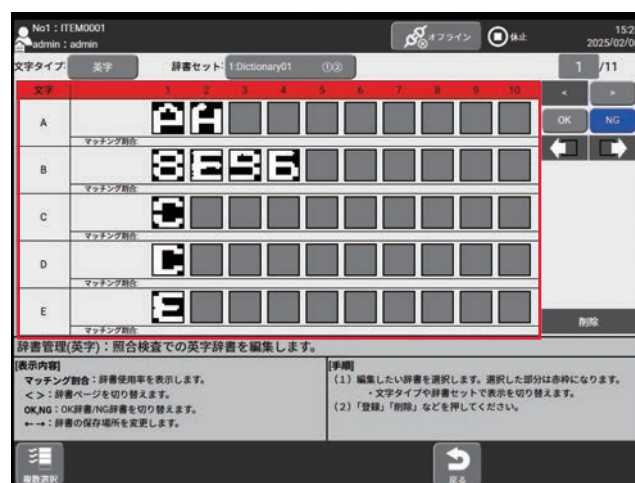 No1 : ITEM0001
admin : admin
オフライン
休止
15:2
2025/02/0
文字タイプ: 英字 辞書セット: 1:Dictionary01 ①② 1 /11
文字 1 2 3 4 5 6 7 8 9 10 < >
OK NG
A
マッチング割合:
B
マッチング割合:
C
マッチング割合:
D
マッチング割合:
E
マッチング割合:
削除
辞書管理(英字)：照合検査での英字辞書を編集します。
[表示内容]
マッチング割合：辞書使用率を表示します。
< >：辞書ページを切り替えます。
OK,NG：OK辞書/NG辞書を切り替えます。
←→：辞書の保存場所を変更します。
[手順]
（1）編集したい辞書を選択します。選択した部分は赤枠になります。
・文字タイプや辞書セットで表示を切り替えます。
（2）「登録」「削除」などを押してください。
複数選択
戻る